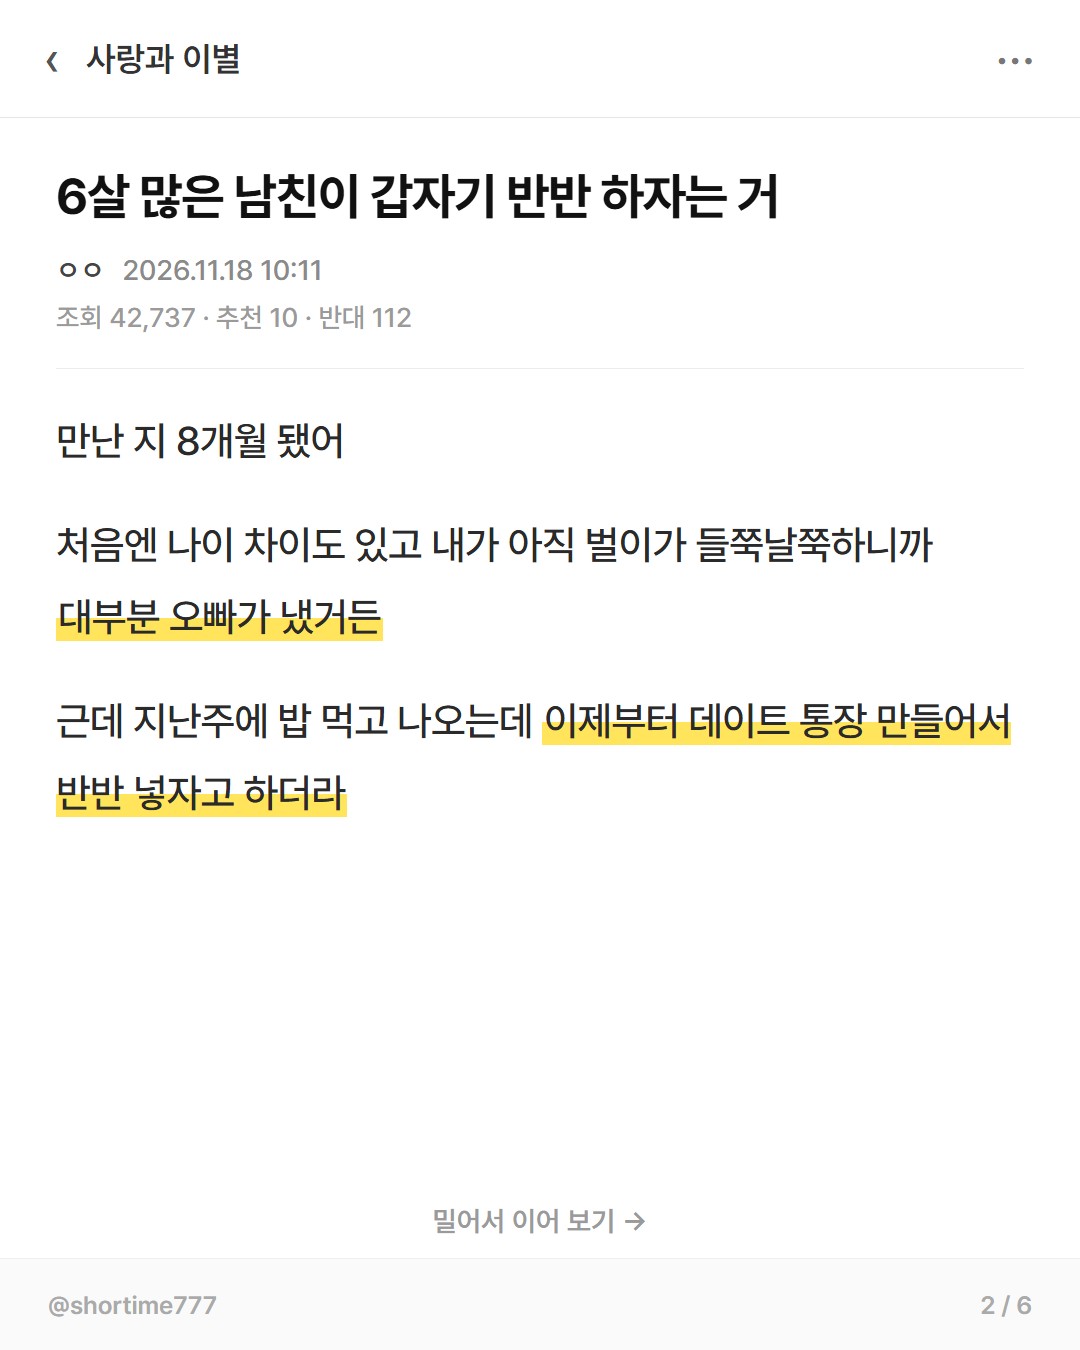 사랑과 이별
6살 많은 남친이 갑자기 반반 하자는 거
ㅇㅇ 2026.11.18 10:11
조회 42,737 · 추천 10 · 반대 112
만난 지 8개월 됐어
처음엔 나이 차이도 있고 내가 아직 벌이가 들쭉날쭉하니까
대부분 오빠가 냈거든
근데 지난주에 밥 먹고 나오는데 이제부터 데이트 통장 만들어서
반반 넣자고 하더라
밀어서 이어 보기 →
@shortime777
2 / 6